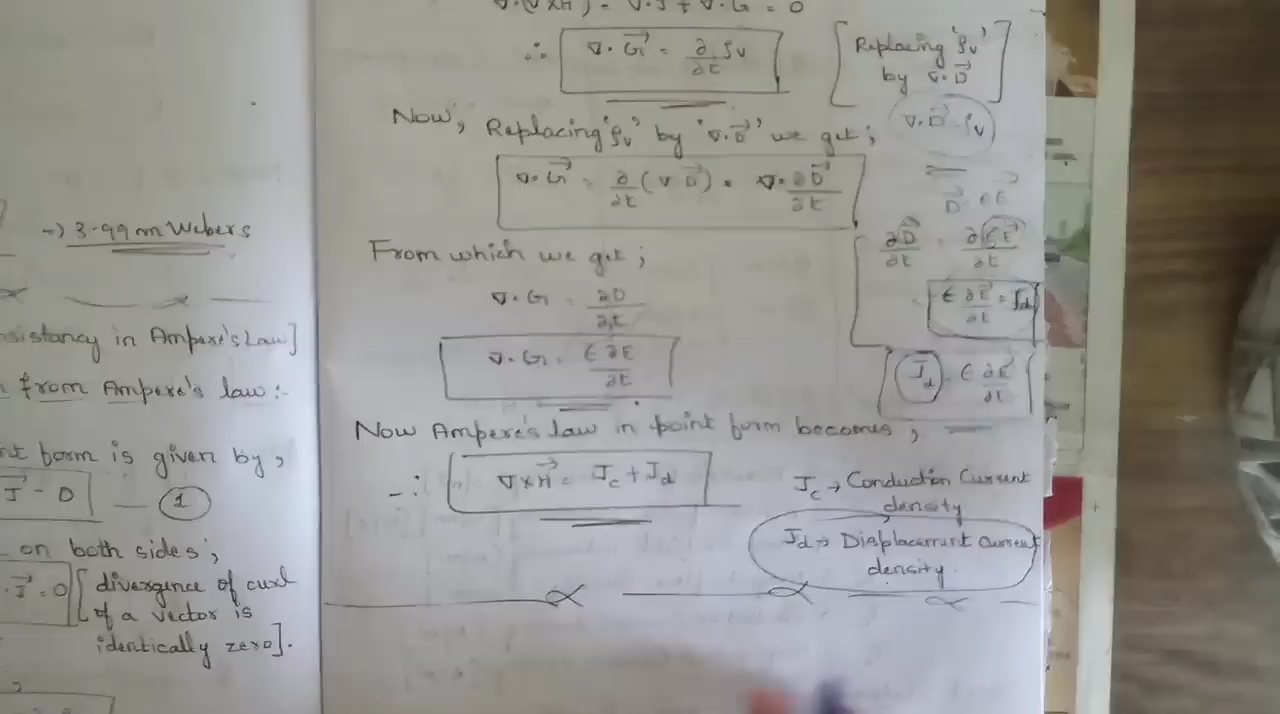 -) 3.99 m Webers
sistancy in Ampere's Law]
from Ampere's law:-
nt form is given by,
J⃗ - D — ①
on both sides;
. J⃗ = 0 [divergence of curl
of a vector is
identically zero].
∇.(∇×H) = ∇.J + ∇.G = 0
∴ ∇.G⃗ = ∂/∂t ρv
[Replacing 'ρv'
by ∇.D⃗]
Now, Replacing 'ρv' by '∇.D⃗' we get;
∇.D⃗ = ρv
∇.G⃗ = ∂/∂t (∇ D⃗) = ∇.∂D⃗/∂t
D⃗ = εE⃗
∂D⃗/∂t = ∂εE⃗/∂t
= ε ∂E⃗/∂t = Jd
J⃗d = ε ∂E⃗/∂t
From which we get;
∇.G = ∂D/∂t
∇.G = ε∂E/∂t
Now Ampere's law in point form becomes,
∴ ∇×H⃗ = Jc + Jd
Jc → Conduction Current
density
Jd → Displacement Current
density.